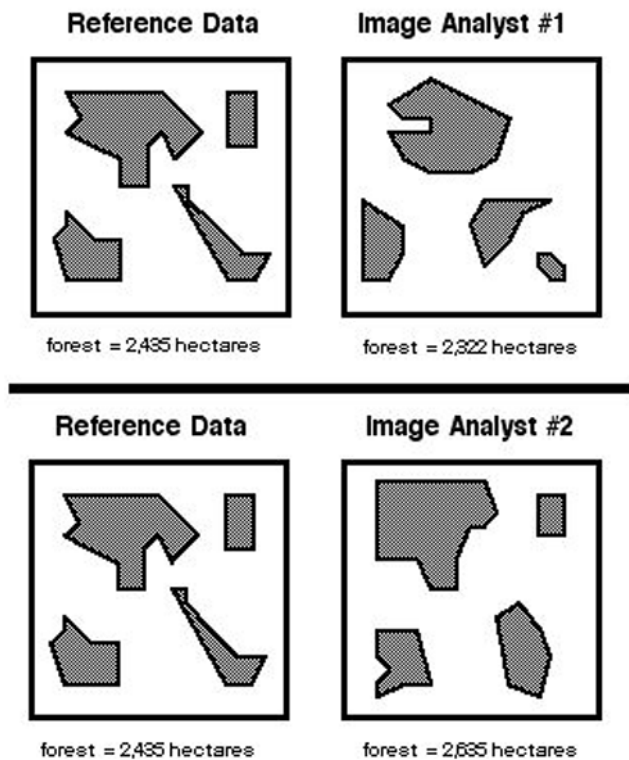 Reference Data
Image Analyst #1
forest = 2,435 hectares
forest = 2,322 hectares
Reference Data
Image Analyst #2
forest = 2,435 hectares
forest = 2,635 hectares